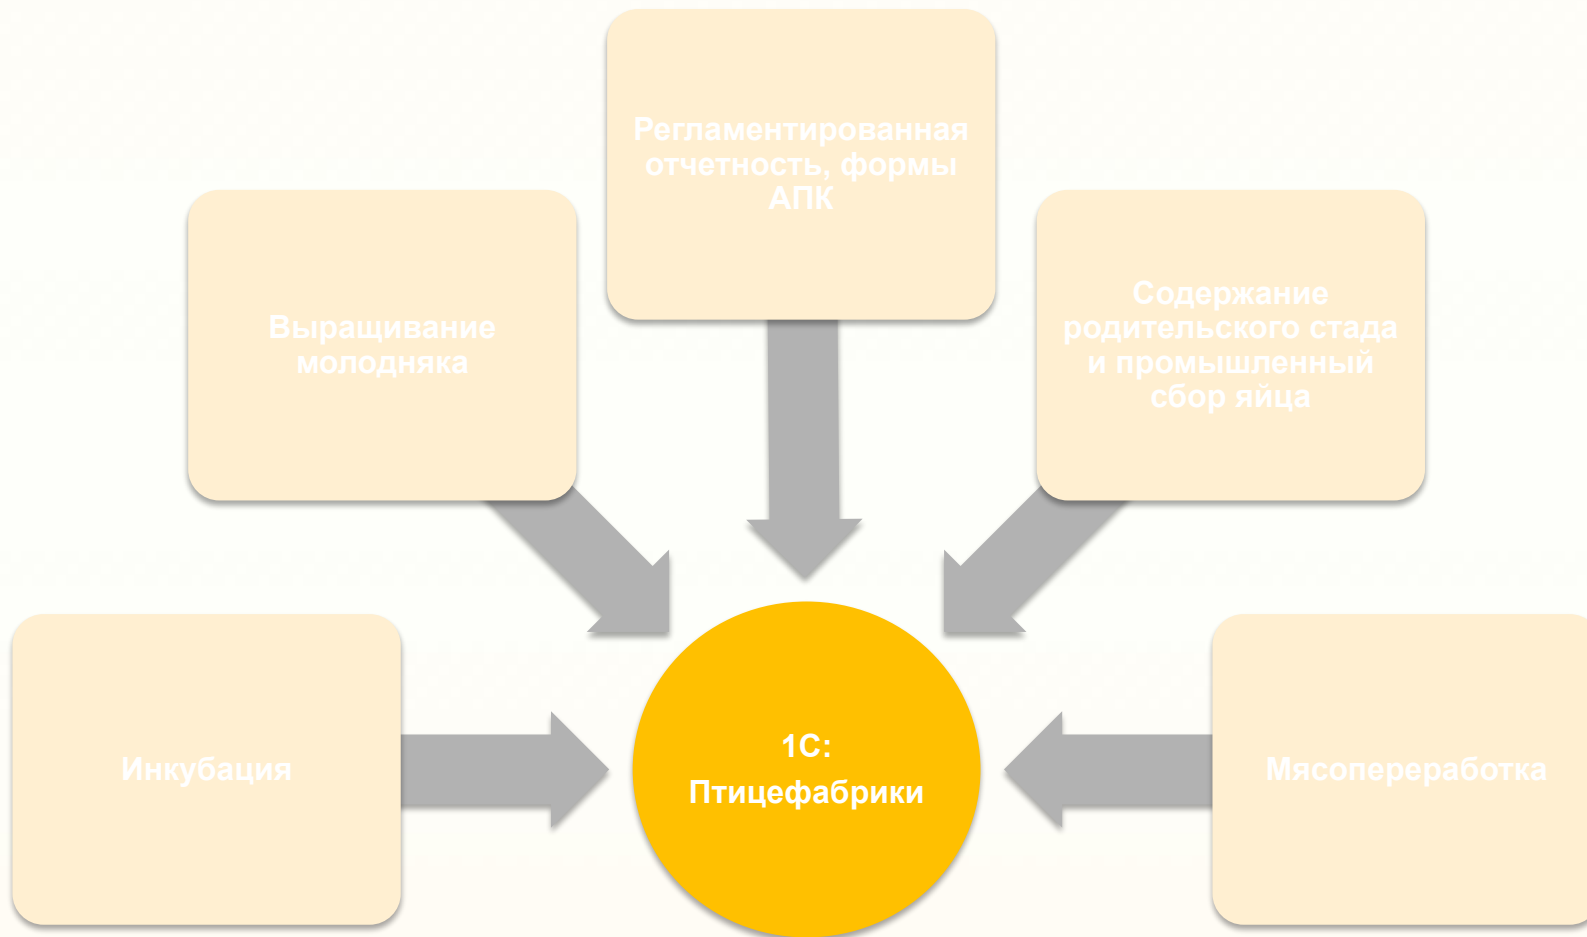 Регламентированная
отчетность, формы
АПК
Выращивание
молодняка
Содержание
родительского стада
и промышленный
сбор яйца
Инкубация
1С:
Птицефабрики
Мясопереработка